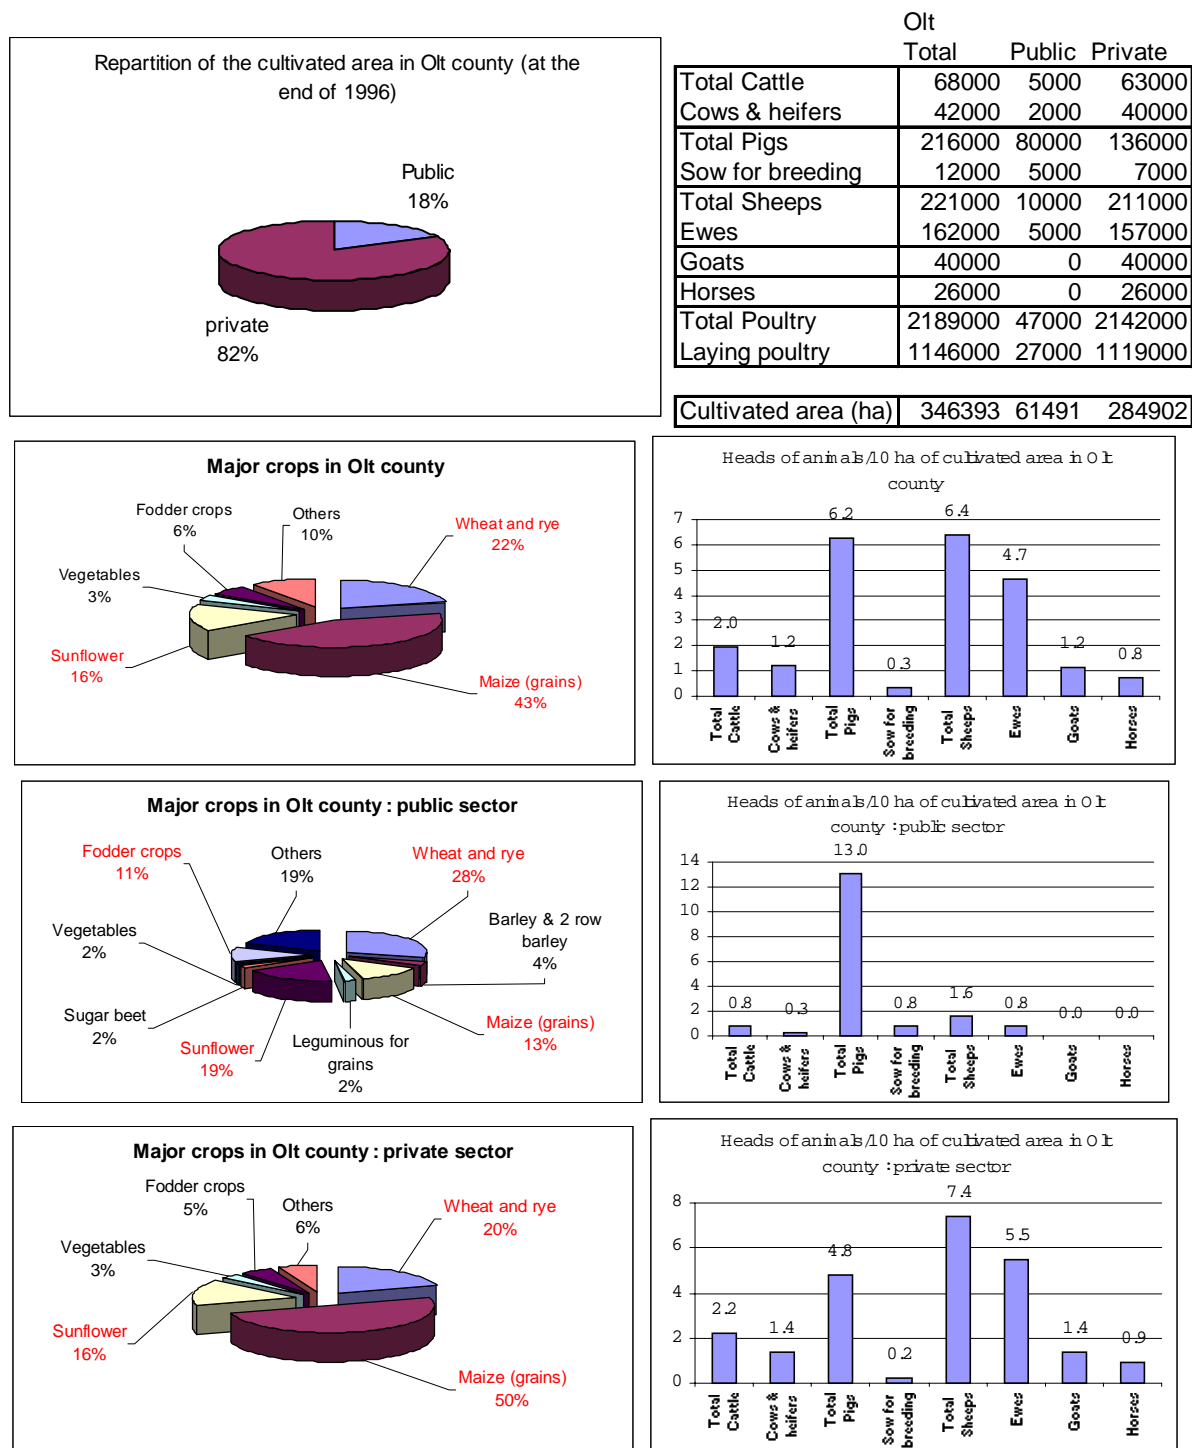 Repartition of the cultivated area in Olt county (at the
end of 1996)
Public
18%
private
82%
Olt
Total Public Private
Total Cattle 68000 5000 63000
Cows & heifers 42000 2000 40000
Total Pigs 216000 80000 136000
Sow for breeding 12000 5000 7000
Total Sheeps 221000 10000 211000
Ewes 162000 5000 157000
Goats 40000 0 40000
Horses 26000 0 26000
Total Poultry 2189000 47000 2142000
Laying poultry 1146000 27000 1119000
Cultivated area (ha) 346393 61491 284902
Major crops in Olt county
Fodder crops
6%
Others
10%
Wheat and rye
22%
Vegetables
3%
Sunflower
16%
Maize (grains)
43%
Heads of animals/10 ha of cultivated area in Olt
county
7
6
5
4
3
2
1
0
2.0
1.2
6.2
0.3
6.4
4.7
1.2
0.8
Total
Cattle
Cows &
heifers
Total
Pigs
Sow for
breeding
Total
Sheeps
Ewes
Goats
Horses
Major crops in Olt county : public sector
Fodder crops
11%
Others
19%
Wheat and rye
28%
Vegetables
2%
Barley & 2 row
barley
4%
Sugar beet
2%
Sunflower
19%
Leguminous for
grains
2%
Maize (grains)
13%
Heads of animals/10 ha of cultivated area in Olt
county : public sector
14
12
10
8
6
4
2
0
0.8
0.3
13.0
0.8
1.6
0.8
0.0
0.0
Total
Cattle
Cows &
heifers
Total
Pigs
Sow for
breeding
Total
Sheeps
Ewes
Goats
Horses
Major crops in Olt county : private sector
Fodder crops
5%
Others
6%
Wheat and rye
20%
Vegetables
3%
Sunflower
16%
Maize (grains)
50%
Heads of animals/10 ha of cultivated area in Olt
county : private sector
8
6
4
2
0
2.2
1.4
4.8
0.2
7.4
5.5
1.4
0.9
Total
Cattle
Cows &
heifers
Total
Pigs
Sow for
breeding
Total
Sheeps
Ewes
Goats
Horses